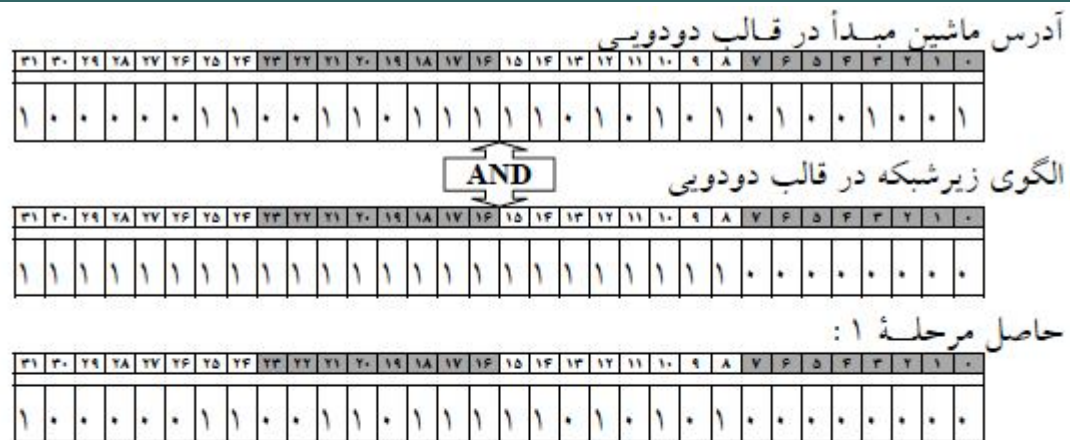 آدرس ماشین مبـدأ در قـالب دودویـی
۳۱ ۳۰ ۲۹ ۲۸ ۲۷ ۲۶ ۲۵ ۲۴ ۲۳ ۲۲ ۲۱ ۲۰ ۱۹ ۱۸ ۱۷ ۱۶ ۱۵ ۱۴ ۱۳ ۱۲ ۱۱ ۱۰ ۹ ۸ ۷ ۶ ۵ ۴ ۳ ۲ ۱ ۰
۱ ۰ ۰ ۰ ۰ ۰ ۱ ۱ ۰ ۰ ۱ ۱ ۰ ۱ ۱ ۱ ۱ ۱ ۰ ۱ ۰ ۱ ۰ ۱ ۰ ۱ ۰ ۰ ۱ ۰ ۰ ۱
AND
الگوی زیرشبکه در قالب دودویی
۳۱ ۳۰ ۲۹ ۲۸ ۲۷ ۲۶ ۲۵ ۲۴ ۲۳ ۲۲ ۲۱ ۲۰ ۱۹ ۱۸ ۱۷ ۱۶ ۱۵ ۱۴ ۱۳ ۱۲ ۱۱ ۱۰ ۹ ۸ ۷ ۶ ۵ ۴ ۳ ۲ ۱ ۰
۱ ۱ ۱ ۱ ۱ ۱ ۱ ۱ ۱ ۱ ۱ ۱ ۱ ۱ ۱ ۱ ۱ ۱ ۱ ۱ ۱ ۱ ۱ ۱ ۰ ۰ ۰ ۰ ۰ ۰ ۰ ۰
حاصل مرحلـۀ ۱ :
۳۱ ۳۰ ۲۹ ۲۸ ۲۷ ۲۶ ۲۵ ۲۴ ۲۳ ۲۲ ۲۱ ۲۰ ۱۹ ۱۸ ۱۷ ۱۶ ۱۵ ۱۴ ۱۳ ۱۲ ۱۱ ۱۰ ۹ ۸ ۷ ۶ ۵ ۴ ۳ ۲ ۱ ۰
۱ ۰ ۰ ۰ ۰ ۰ ۱ ۱ ۰ ۰ ۱ ۱ ۰ ۱ ۱ ۱ ۱ ۱ ۰ ۱ ۰ ۱ ۰ ۱ ۰ ۰ ۰ ۰ ۰ ۰ ۰ ۰